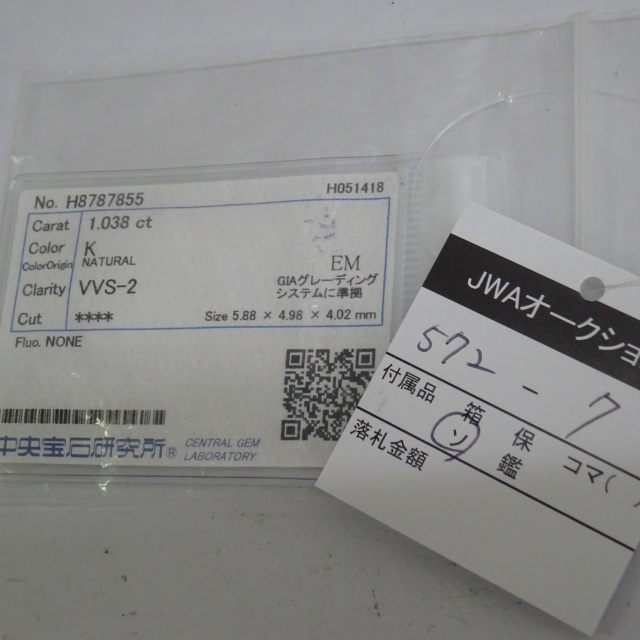 No. H8787855
H051418
Carat 1.038 ct
Color K
ColorOrigin NATURAL
EM
Clarity VVS-2
GIAグレーディング
システムに準拠
Cut ****
Size 5.88 × 4.98 × 4.02 mm
Fluo. NONE
中央宝石研究所® CENTRAL GEM
LABORATORY
JWAオークショ
572 - 7
付属品 箱 保 コマ( )
ソ 鑑
落札金額